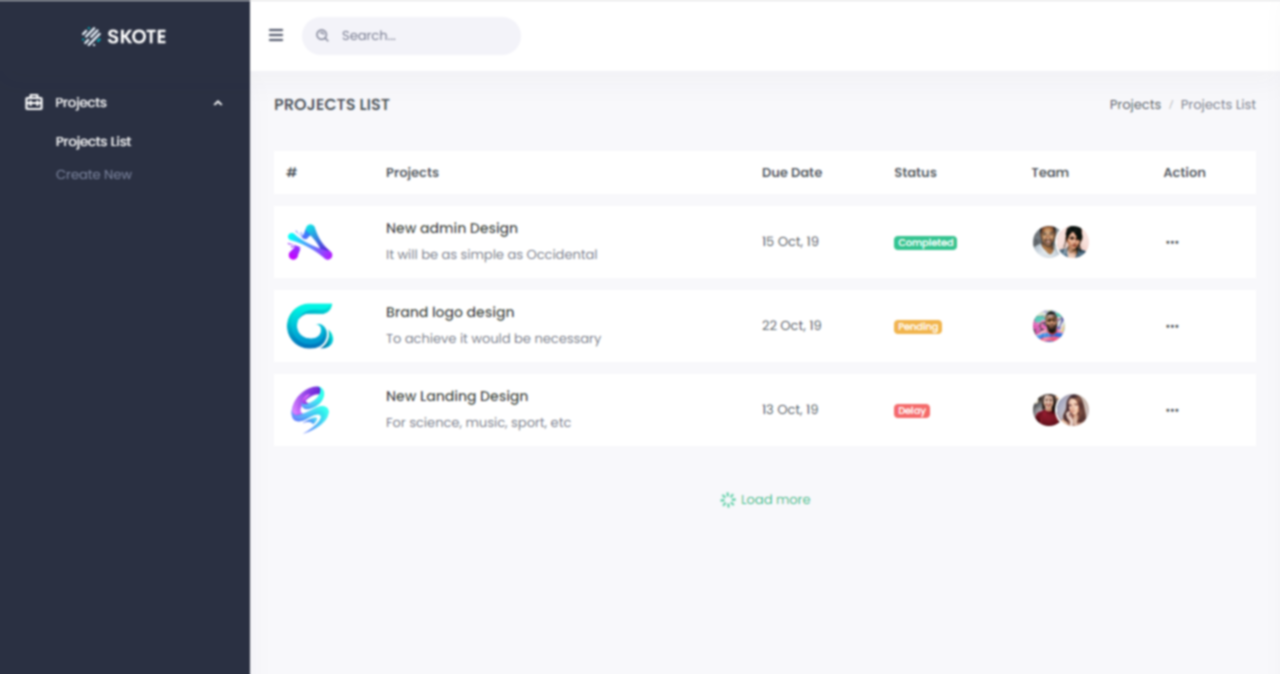 SKOTE
Search...
Projects
Projects List
Create New
PROJECTS LIST
Projects / Projects List
# Projects Due Date Status Team Action
New admin Design
It will be as simple as Occidental
15 Oct, 19
Completed
...
Brand logo design
To achieve it would be necessary
22 Oct, 19
Pending
...
New Landing Design
For science, music, sport, etc
13 Oct, 19
Delay
...
Load more